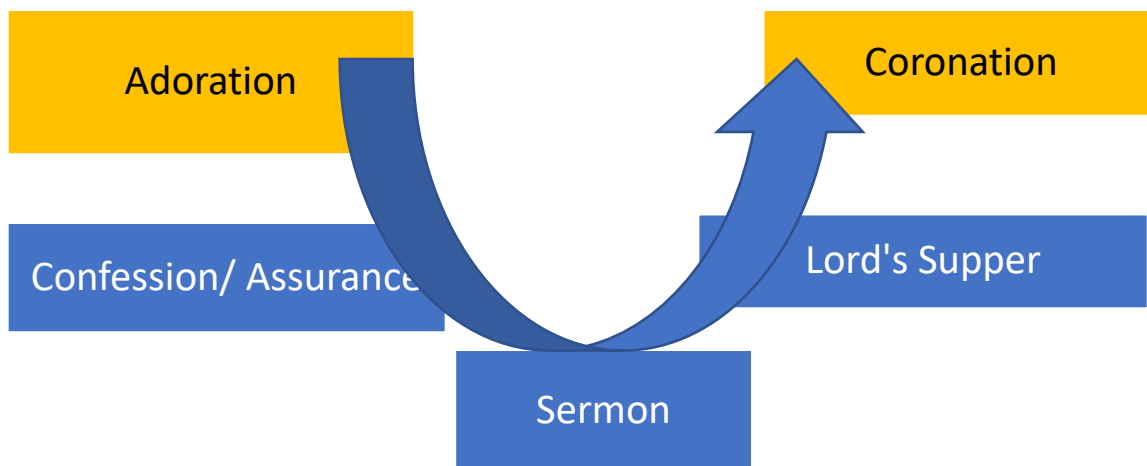 Adoration
Coronation
Confession/ Assurance
Lord's Supper
Sermon